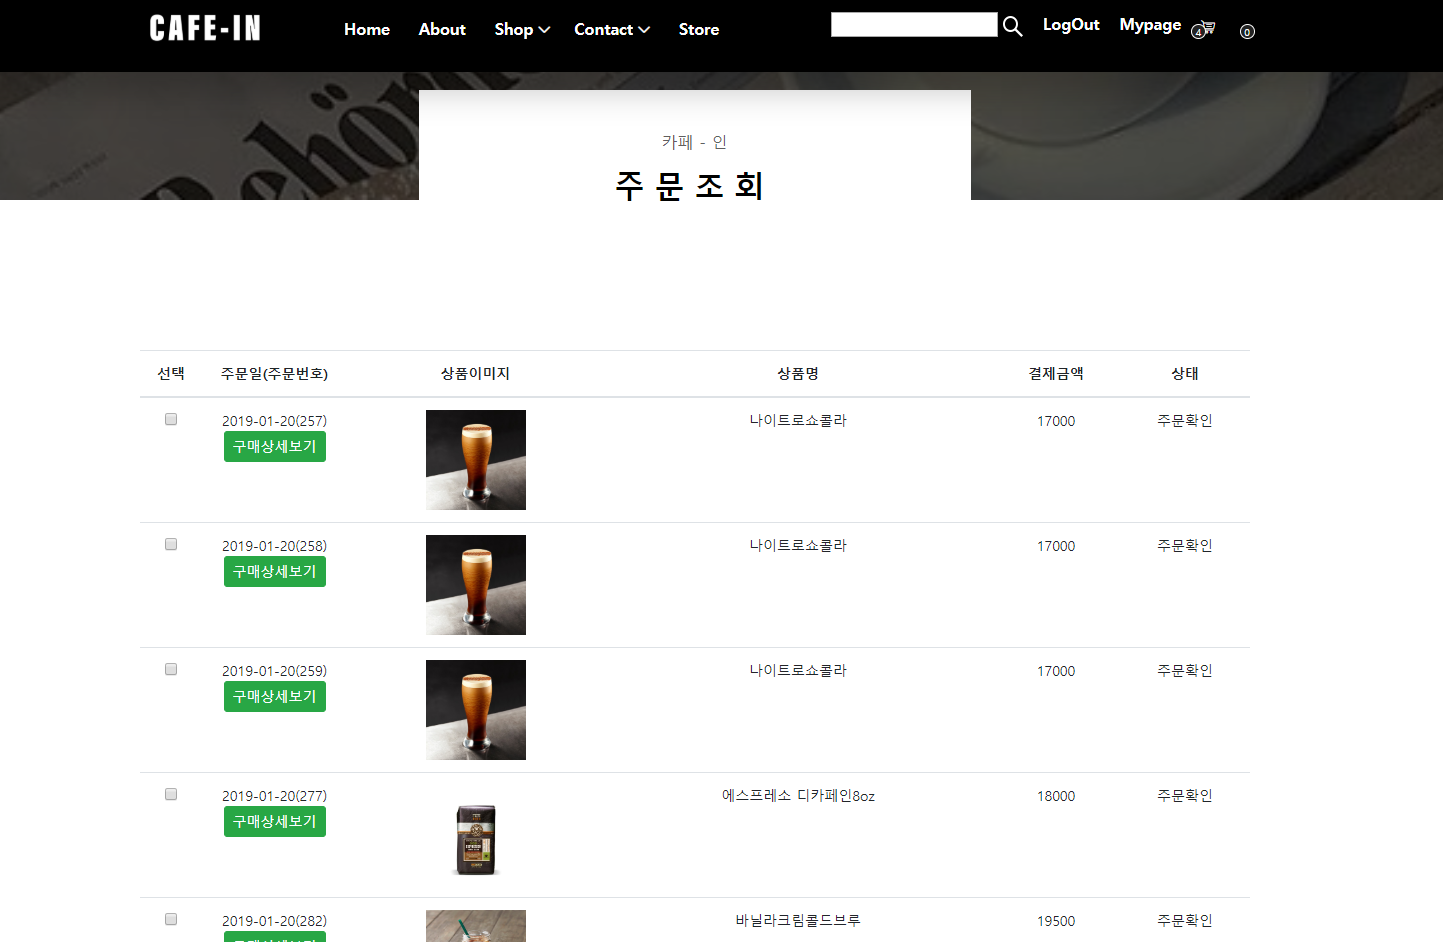 CAFE-IN
Home About Shop Contact Store LogOut Mypage 4 0
카페 - 인
주 문 조 회
선택 주문일(주문번호) 상품이미지 상품명 결제금액 상태
2019-01-20(257) 나이트로쇼콜라 17000 주문확인
구매상세보기
2019-01-20(258) 나이트로쇼콜라 17000 주문확인
구매상세보기
2019-01-20(259) 나이트로쇼콜라 17000 주문확인
구매상세보기
2019-01-20(277) 에스프레소 디카페인8oz 18000 주문확인
구매상세보기
2019-01-20(282) 바닐라크림콜드브루 19500 주문확인